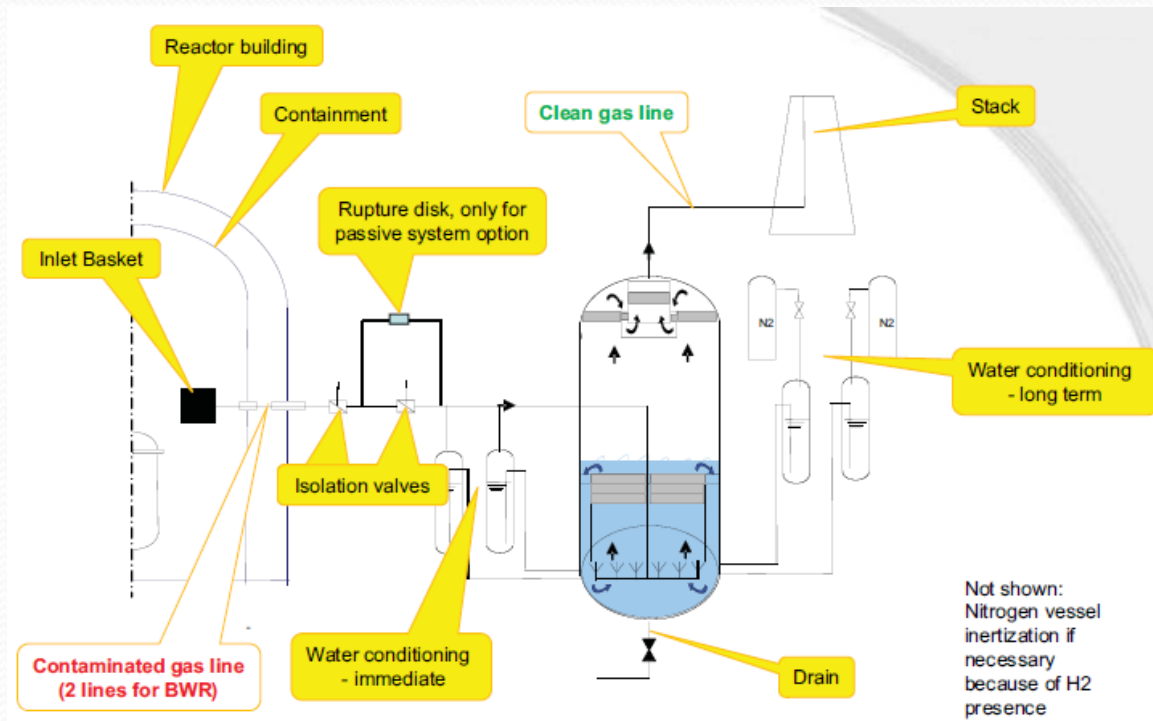 Reactor building
Containment
Clean gas line
Stack
Rupture disk, only for
passive system option
Inlet Basket
N2
N2
Water conditioning
- long term
Isolation valves
Contaminated gas line
(2 lines for BWR)
Water conditioning
- immediate
Drain
Not shown:
Nitrogen vessel
inertization if
necessary
because of H2
presence